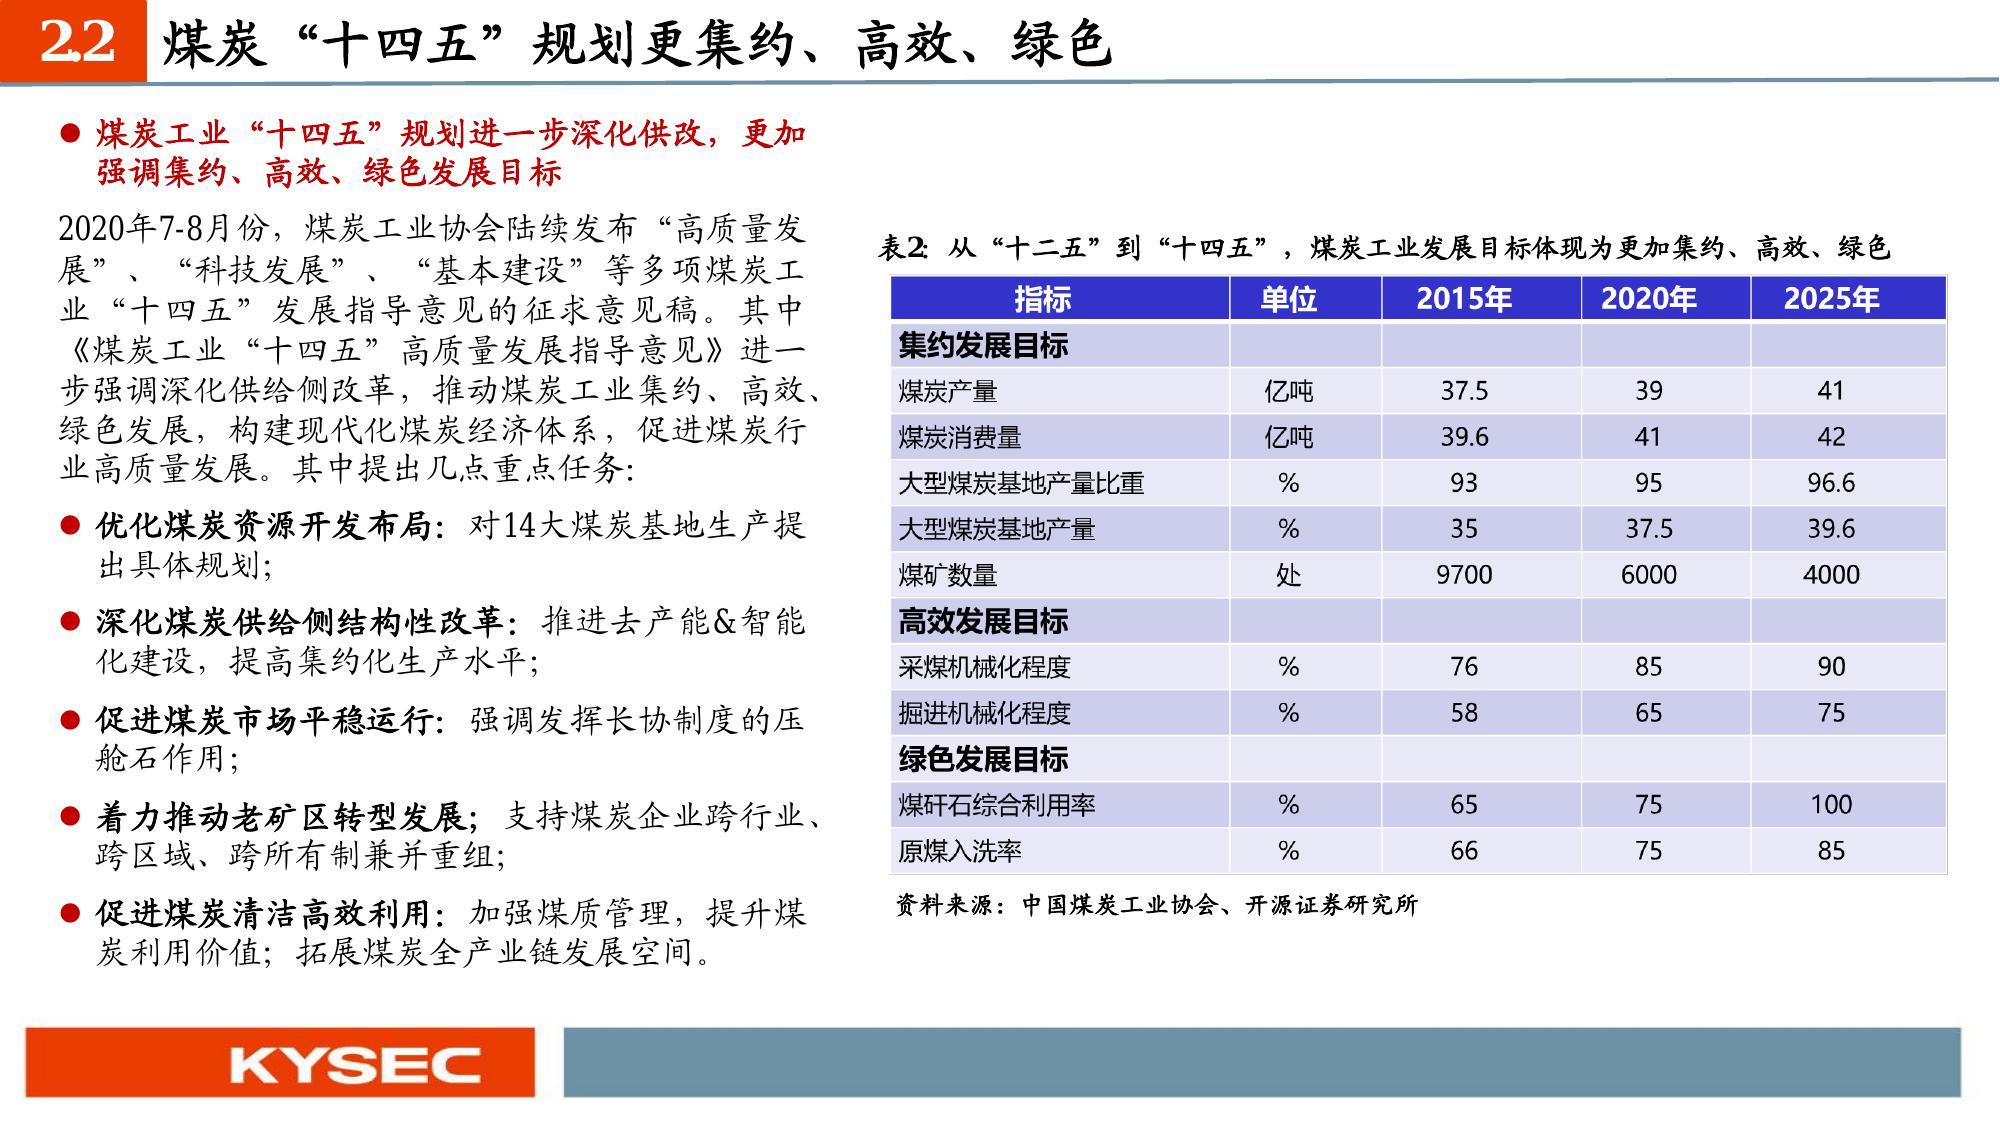 2.2 煤炭“十四五”规划更集约、高效、绿色
煤炭工业“十四五”规划进一步深化供改，更加
强调集约、高效、绿色发展目标
2020年7-8月份，煤炭工业协会陆续发布“高质量发
展”、“科技发展”、“基本建设”等多项煤炭工
业“十四五”发展指导意见的征求意见稿。其中
《煤炭工业“十四五”高质量发展指导意见》进一
步强调深化供给侧改革，推动煤炭工业集约、高效、
绿色发展，构建现代化煤炭经济体系，促进煤炭行
业高质量发展。其中提出几点重点任务：
优化煤炭资源开发布局：对14大煤炭基地生产提
出具体规划；
深化煤炭供给侧结构性改革：推进去产能&智能
化建设，提高集约化生产水平；
促进煤炭市场平稳运行：强调发挥长协制度的压
舱石作用；
着力推动老矿区转型发展；支持煤炭企业跨行业、
跨区域、跨所有制兼并重组；
促进煤炭清洁高效利用：加强煤质管理，提升煤
炭利用价值；拓展煤炭全产业链发展空间。
表2：从“十二五”到“十四五”，煤炭工业发展目标体现为更加集约、高效、绿色
指标 单位 2015年 2020年 2025年
集约发展目标
煤炭产量 亿吨 37.5 39 41
煤炭消费量 亿吨 39.6 41 42
大型煤炭基地产量比重 % 93 95 96.6
大型煤炭基地产量 % 35 37.5 39.6
煤矿数量 处 9700 6000 4000
高效发展目标
采煤机械化程度 % 76 85 90
掘进机械化程度 % 58 65 75
绿色发展目标
煤矸石综合利用率 % 65 75 100
原煤入洗率 % 66 75 85
资料来源：中国煤炭工业协会、开源证券研究所
KYSEC